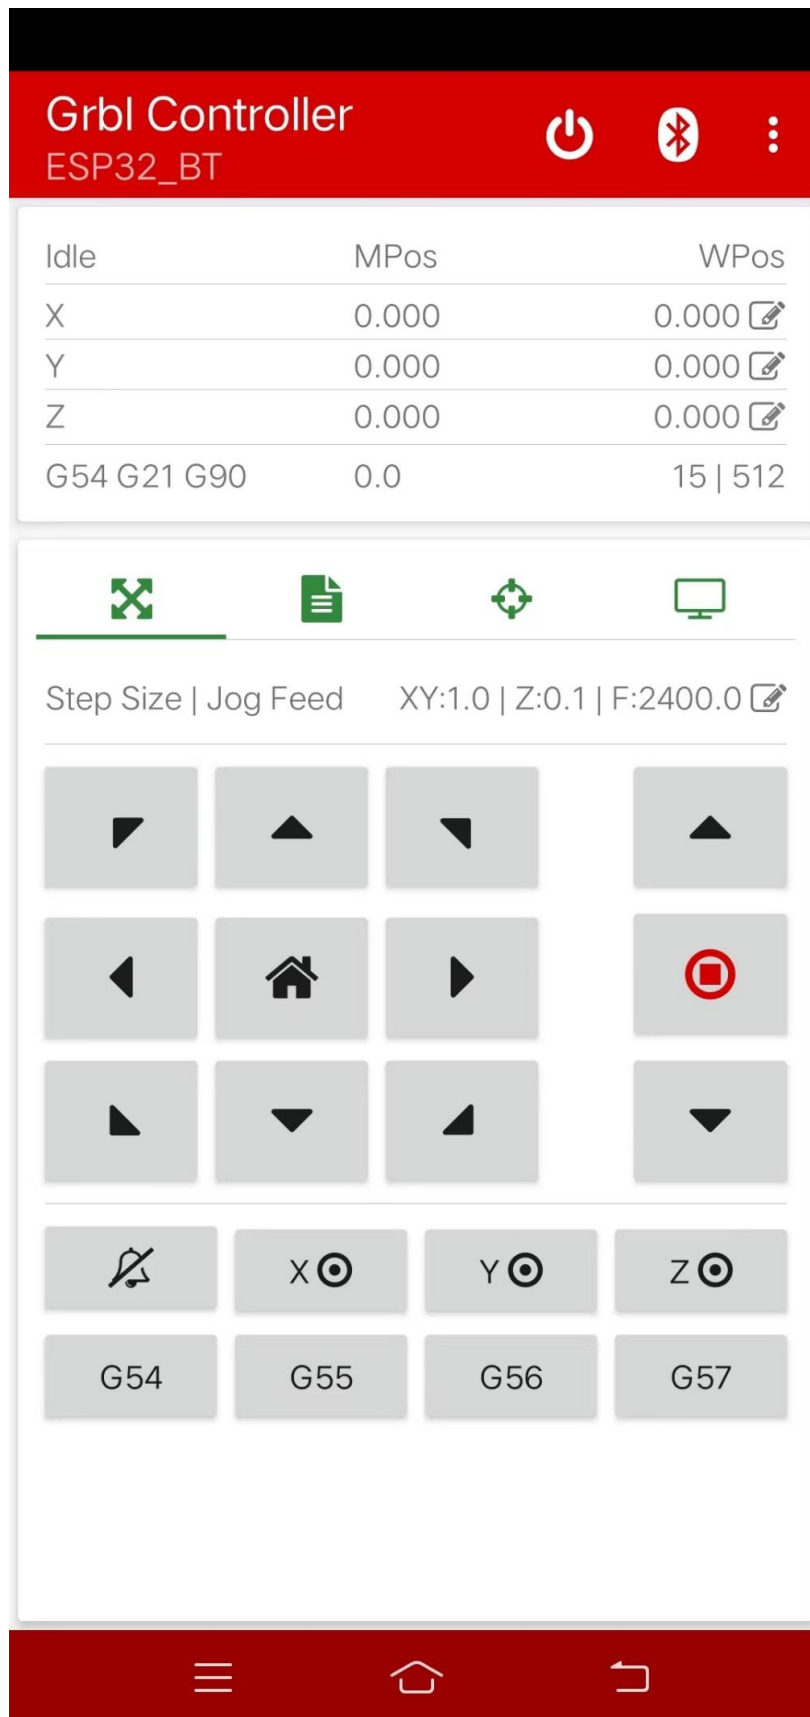 Grbl Controller
ESP32_BT
Idle MPos WPos
X 0.000 0.000
Y 0.000 0.000
Z 0.000 0.000
G54 G21 G90 0.0 15 | 512
Step Size | Jog Feed XY:1.0 | Z:0.1 | F:2400.0
X Y Z
G54 G55 G56 G57